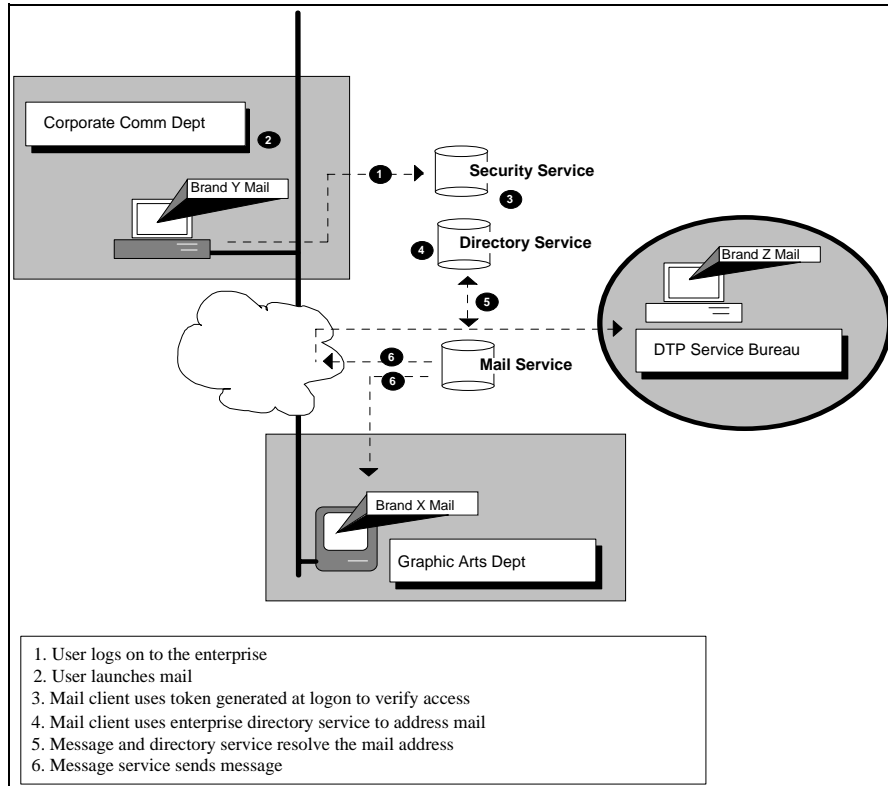 Corporate Comm Dept
2
Brand Y Mail
1
Security Service
3
4
Directory Service
5
Brand Z Mail
DTP Service Bureau
6
Mail Service
6
Brand X Mail
Graphic Arts Dept
1. User logs on to the enterprise
2. User launches mail
3. Mail client uses token generated at logon to verify access
4. Mail client uses enterprise directory service to address mail
5. Message and directory service resolve the mail address
6. Message service sends message